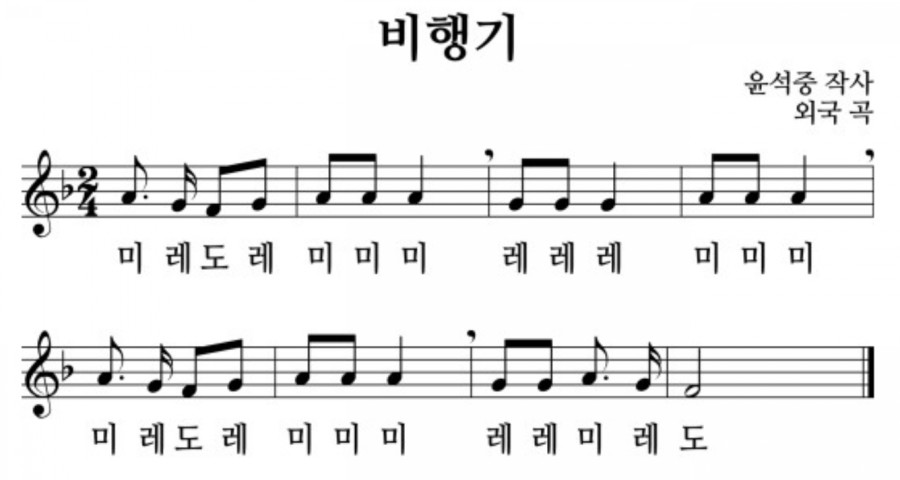 비행기
윤석중 작사
외국 곡
2
4
미 레 도 레 미 미 미 레 레 레 미 미 미
미 레 도 레 미 미 미 레 레 미 레 도